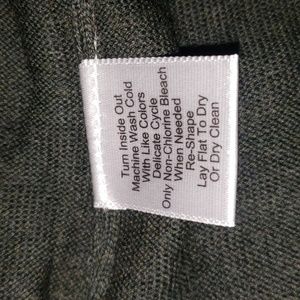 Turn Inside Out
Machine Wash Cold
With Like Colors
Delicate Cycle
Only Non-Chlorine Bleach
When Needed
Re-Shape
Lay Flat To Dry
Or Dry Clean